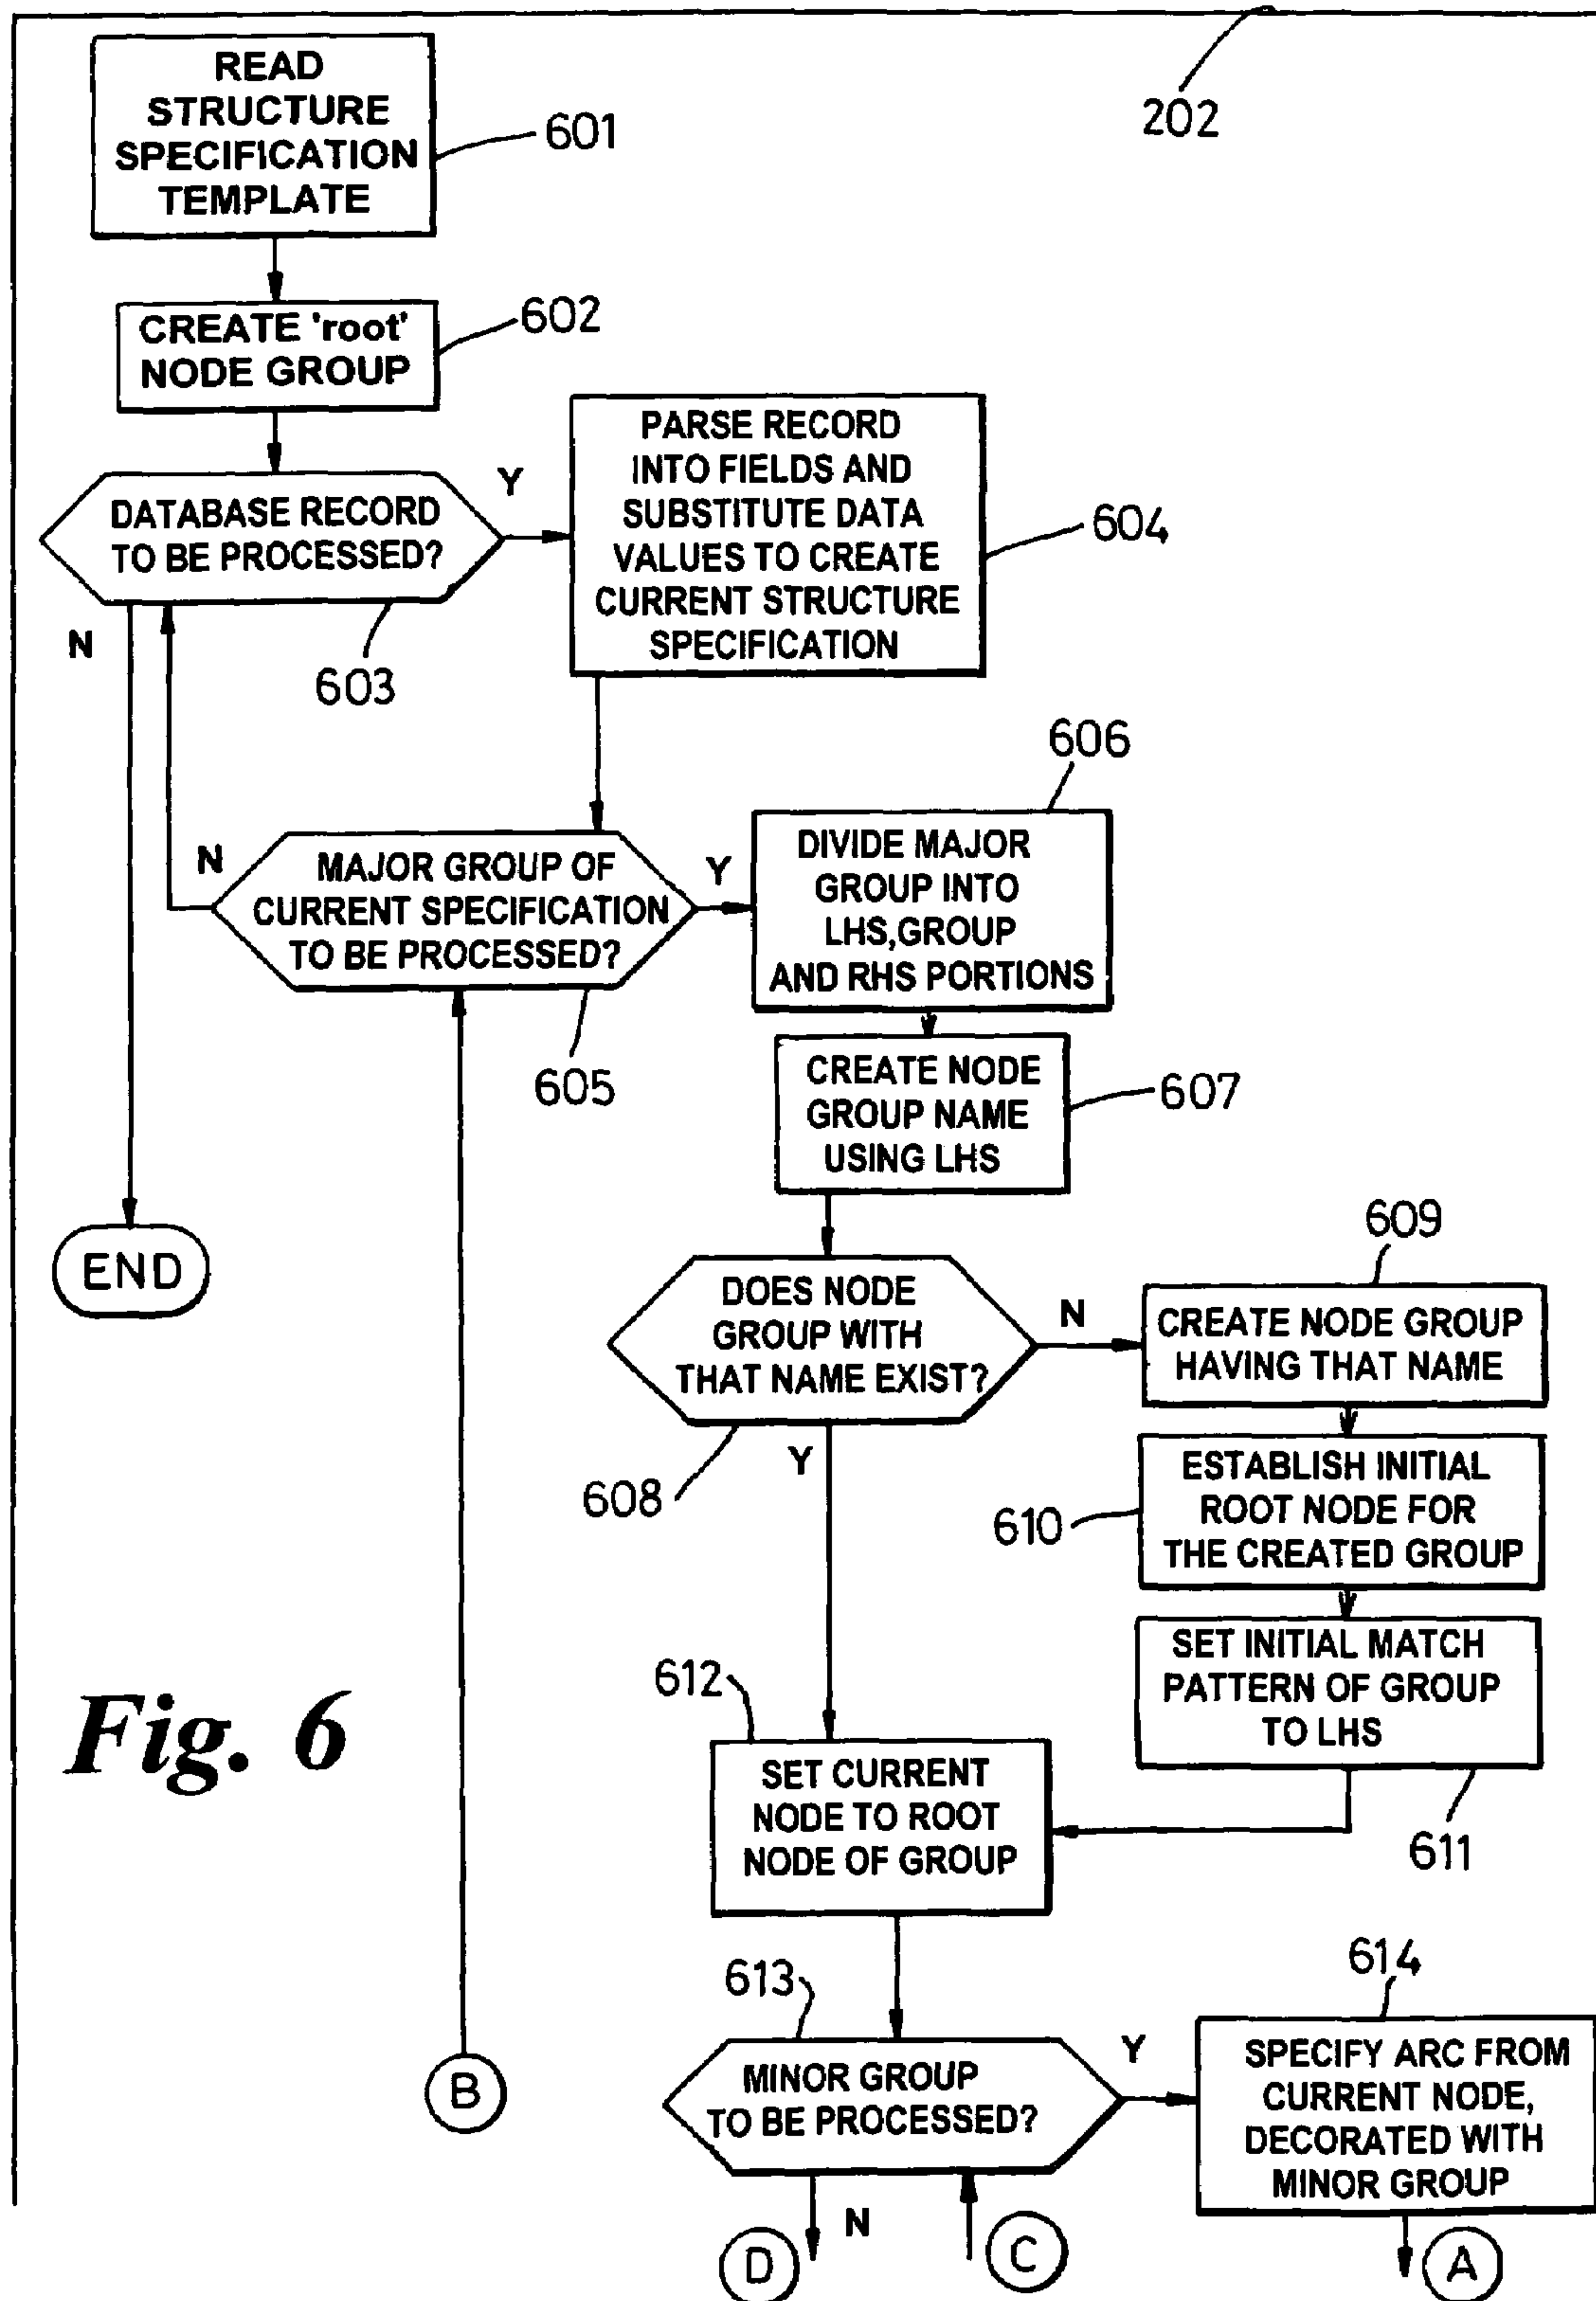 202
READ
STRUCTURE
SPECIFICATION
TEMPLATE
601
CREATE 'root'
NODE GROUP
602
DATABASE RECORD
TO BE PROCESSED?
Y
N
603
PARSE RECORD
INTO FIELDS AND
SUBSTITUTE DATA
VALUES TO CREATE
CURRENT STRUCTURE
SPECIFICATION
604
MAJOR GROUP OF
CURRENT SPECIFICATION
TO BE PROCESSED?
N
Y
605
606
DIVIDE MAJOR
GROUP INTO
LHS,GROUP
AND RHS PORTIONS
CREATE NODE
GROUP NAME
USING LHS
607
END
DOES NODE
GROUP WITH
THAT NAME EXIST?
N
Y
608
609
CREATE NODE GROUP
HAVING THAT NAME
ESTABLISH INITIAL
ROOT NODE FOR
THE CREATED GROUP
610
SET INITIAL MATCH
PATTERN OF GROUP
TO LHS
611
612
SET CURRENT
NODE TO ROOT
NODE OF GROUP
Fig. 6
613
MINOR GROUP
TO BE PROCESSED?
Y
N
614
SPECIFY ARC FROM
CURRENT NODE,
DECORATED WITH
MINOR GROUP
B
D
C
A